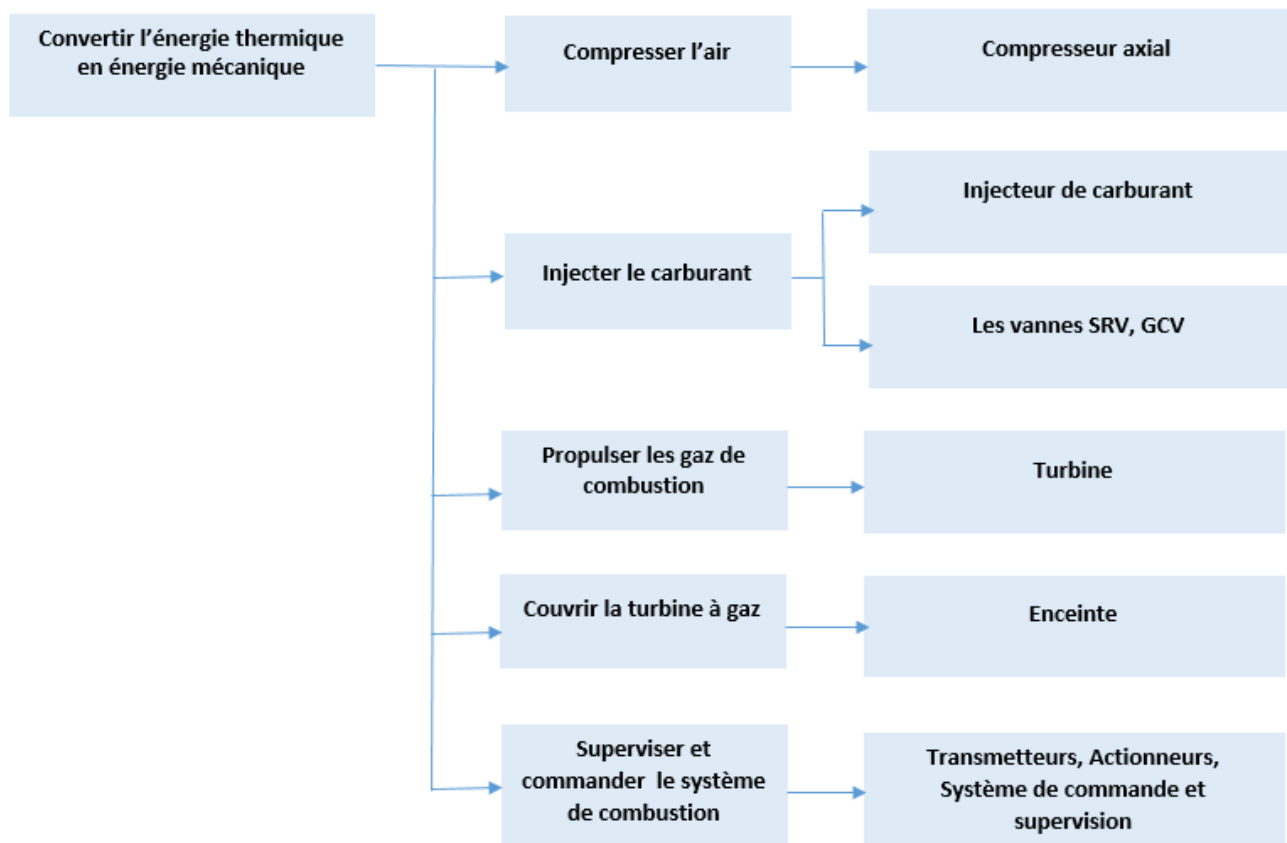 Convertir l’énergie thermique
en énergie mécanique
Compresser l’air
Compresseur axial
Injecter le carburant
Injecteur de carburant
Les vannes SRV, GCV
Propulser les gaz de
combustion
Turbine
Couvrir la turbine à gaz
Enceinte
Superviser et
commander le système
de combustion
Transmetteurs, Actionneurs,
Système de commande et
supervision